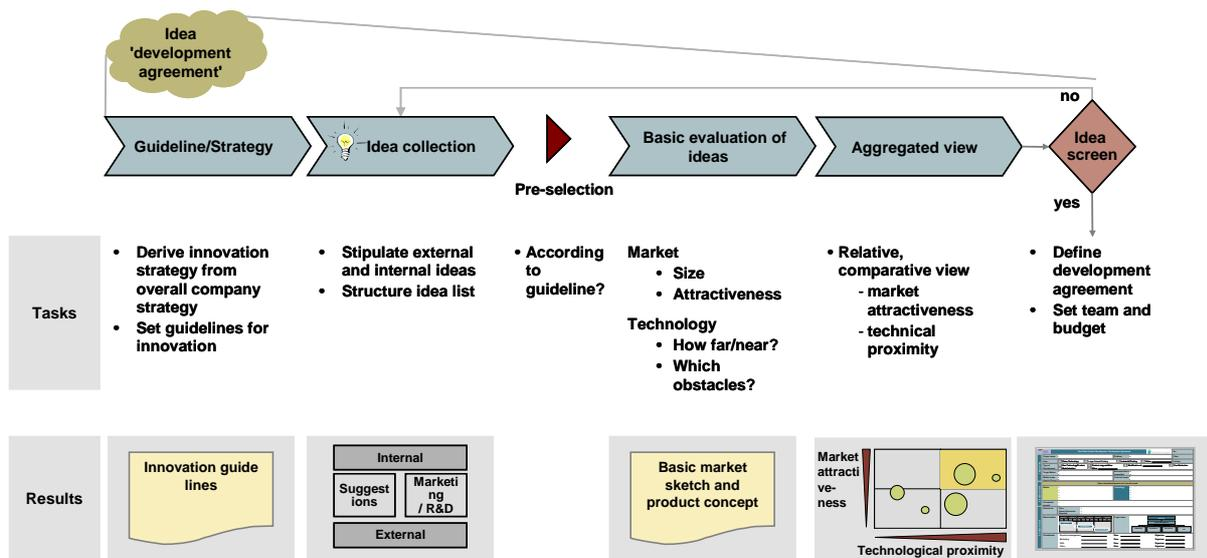 Idea
'development
agreement'
no
Guideline/Strategy
Idea collection
Pre-selection
Basic evaluation of
ideas
Aggregated view
Idea
screen
yes
Tasks
• Derive innovation
strategy from
overall company
strategy
• Set guidelines for
innovation
• Stipulate external
and internal ideas
• Structure idea list
• According
to
guideline?
Market
• Size
• Attractiveness
Technology
• How far/near?
• Which
obstacles?
• Relative,
comparative view
- market
attractiveness
- technical
proximity
• Define
development
agreement
• Set team and
budget
Results
Innovation guide
lines
Internal
Suggest
ions
Marketi
ng
/ R&D
External
Basic market
sketch and
product concept
Market
attracti
ve-
ness
Technological proximity